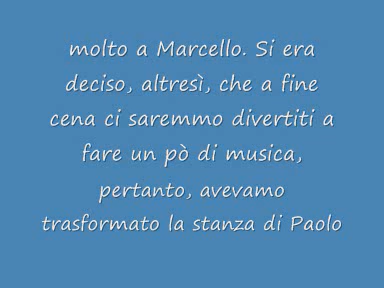 molto a Marcello. Si era
deciso, altresì, che a fine
cena ci saremmo divertiti a
fare un pò di musica,
pertanto, avevamo
trasformato la stanza di Paolo